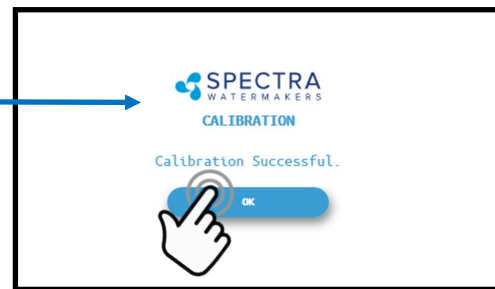 SPECTRA
WATERMAKERS
CALIBRATION
Calibration Successful.
OK